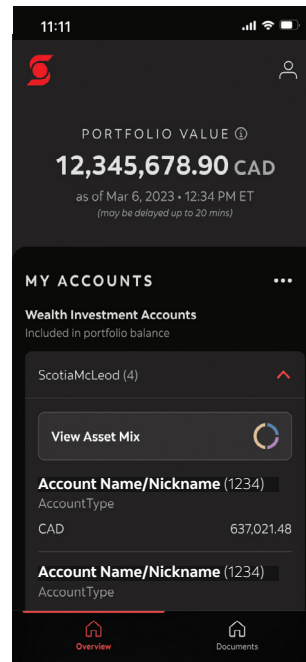 11:11
PORTFOLIO VALUE
12,345,678.90 CAD
as of Mar 6, 2023 • 12:34 PM ET
(may be delayed up to 20 mins)
MY ACCOUNTS
Wealth Investment Accounts
Included in portfolio balance
ScotiaMcLeod (4)
View Asset Mix
Account Name/Nickname (1234)
AccountType
CAD 637,021.48
Account Name/Nickname (1234)
AccountType
Overview Documents